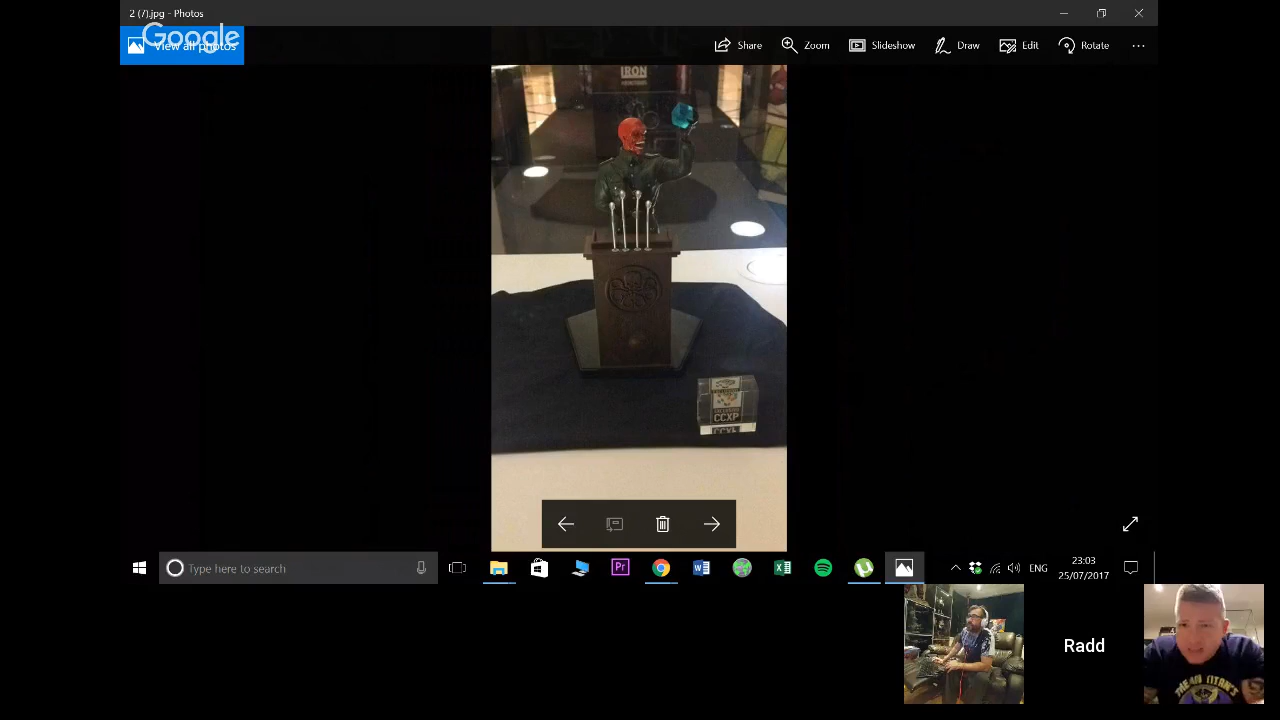 2 (7).jpg - Photos
Google
View all photos
Share
Zoom
Slideshow
Draw
Edit
Rotate
IRON
CCXP
Type here to search
Pr
ENG
23:03
25/07/2017
Radd